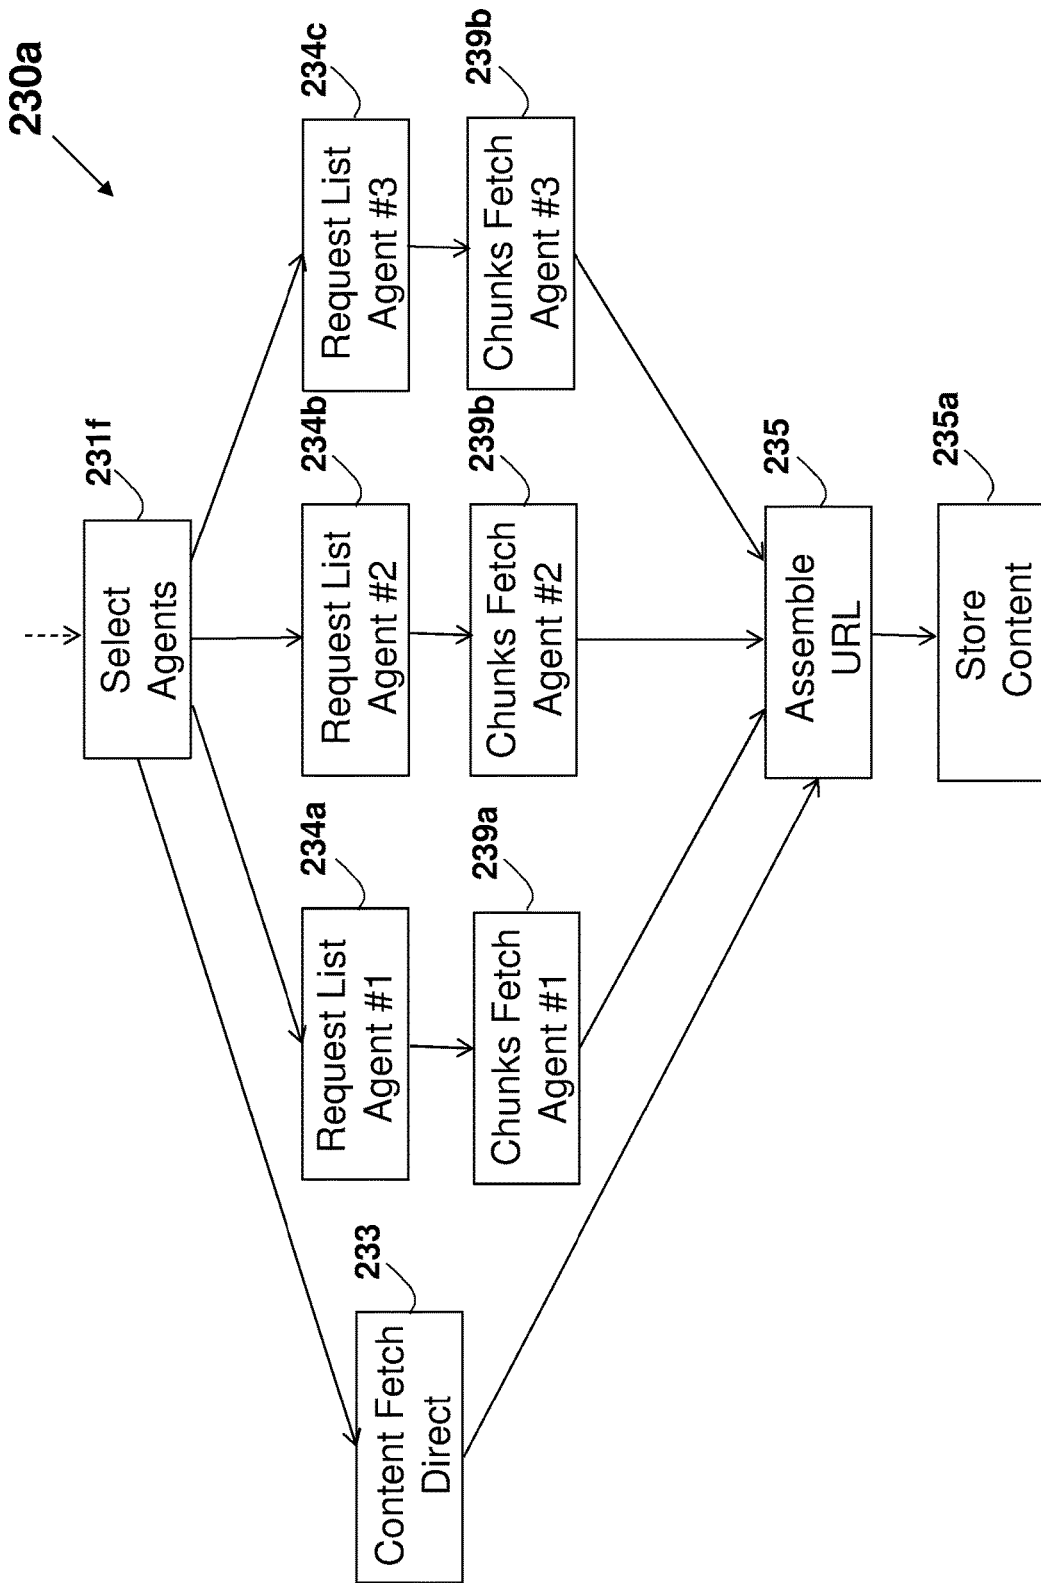 230a
231f
Select
Agents
234a
Request List
Agent #1
234b
Request List
Agent #2
234c
Request List
Agent #3
233
Content Fetch
Direct
239a
Chunks Fetch
Agent #1
239b
Chunks Fetch
Agent #2
239b
Chunks Fetch
Agent #3
235
Assemble
URL
235a
Store
Content